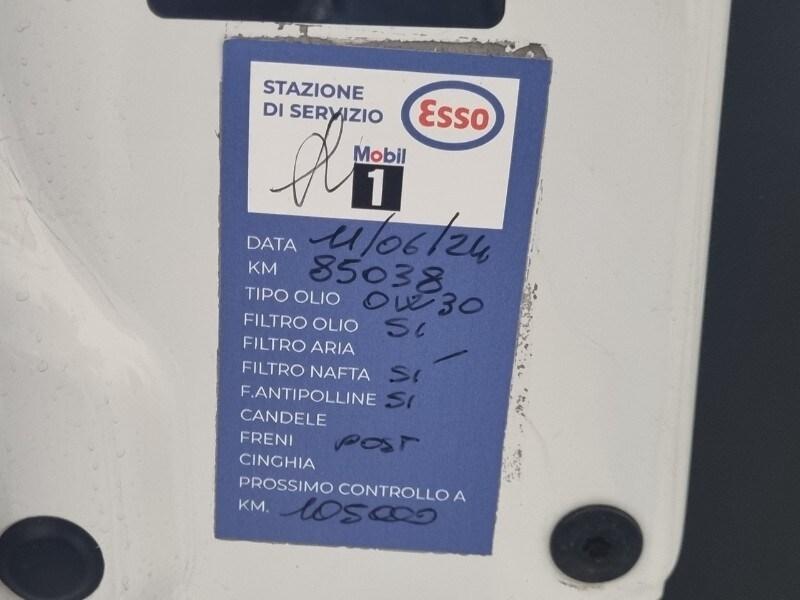 STAZIONE
DI SERVIZIO
Esso
Mobil
1
DATA 11/06/24
KM 85038
TIPO OLIO 0W30
FILTRO OLIO SI
FILTRO ARIA -
FILTRO NAFTA SI
F.ANTIPOLLINE SI
CANDELE
FRENI POST
CINGHIA
PROSSIMO CONTROLLO A
KM. 105000